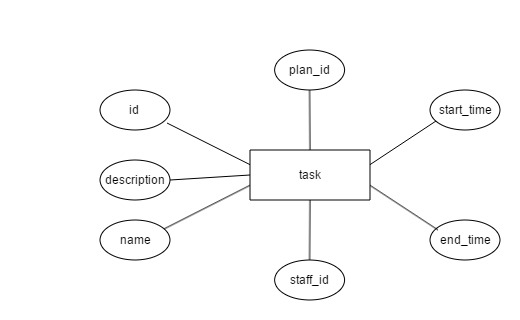 plan_id
id
start_time
task
description
name
end_time
staff_id